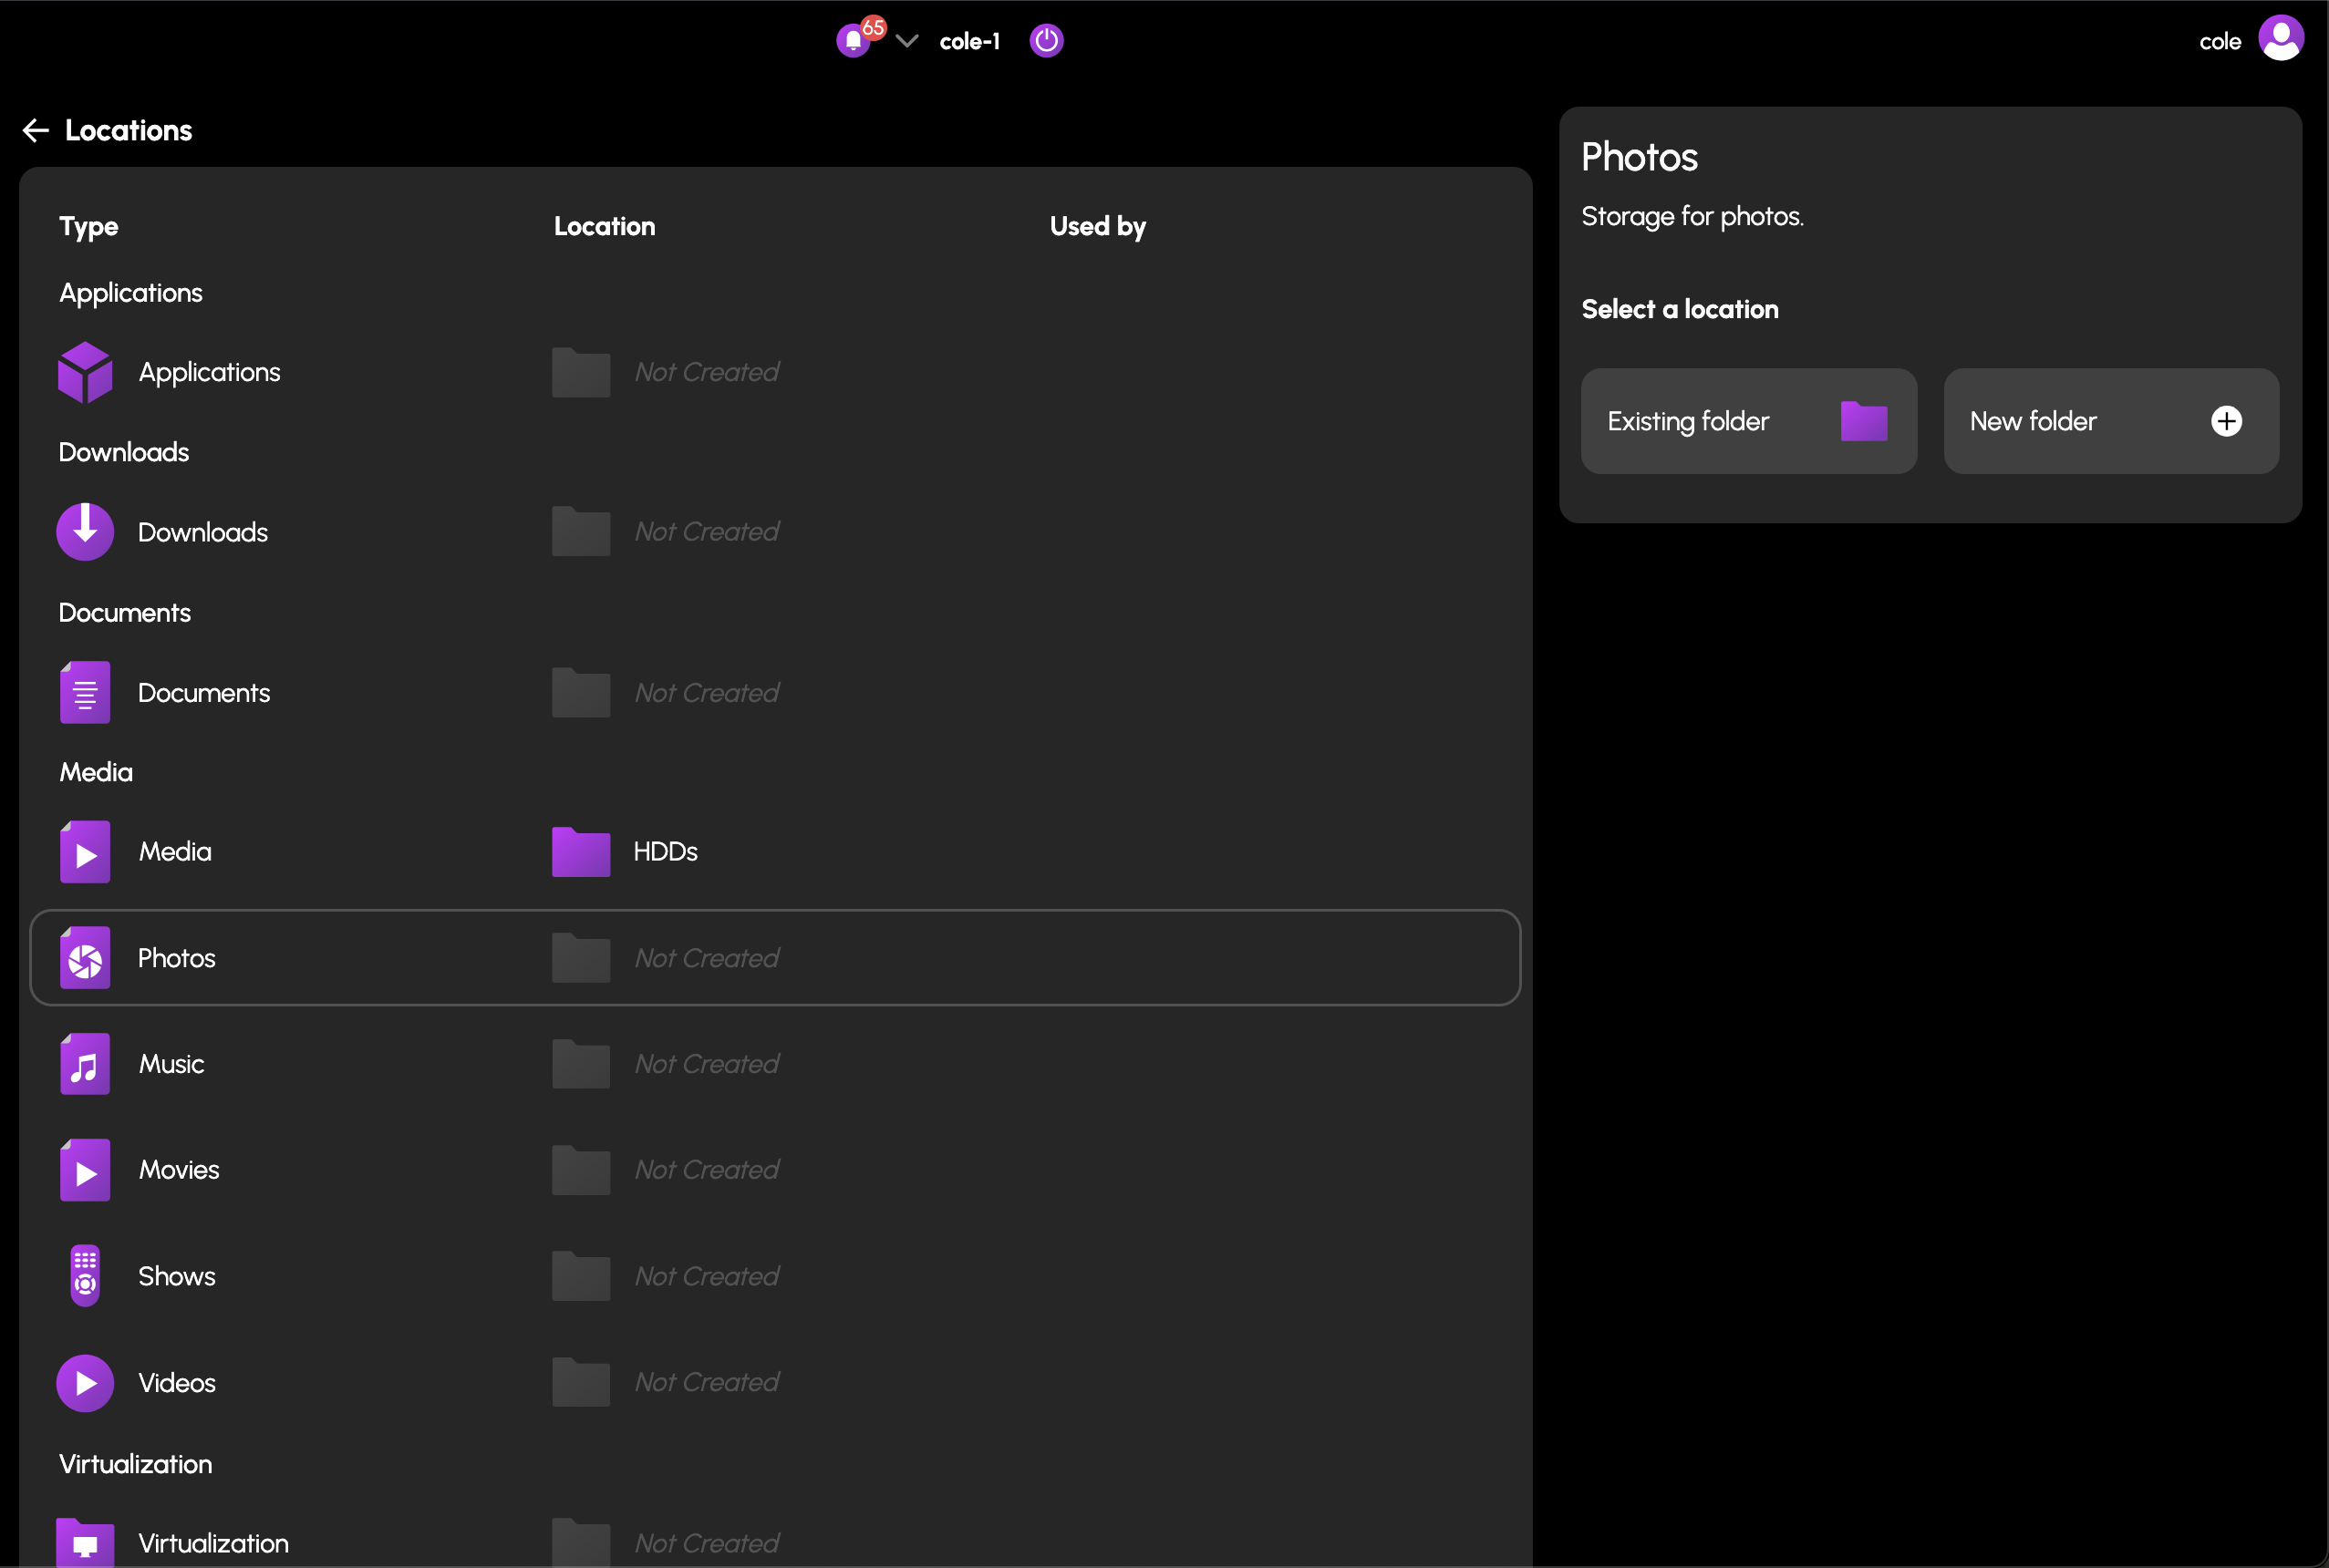 65
cole-1
cole
Locations
Type Location Used by
Applications
Applications Not Created
Downloads
Downloads Not Created
Documents
Documents Not Created
Media
Media HDDs
Photos Not Created
Music Not Created
Movies Not Created
Shows Not Created
Videos Not Created
Virtualization
Virtualization Not Created
Photos
Storage for photos.
Select a location
Existing folder
New folder